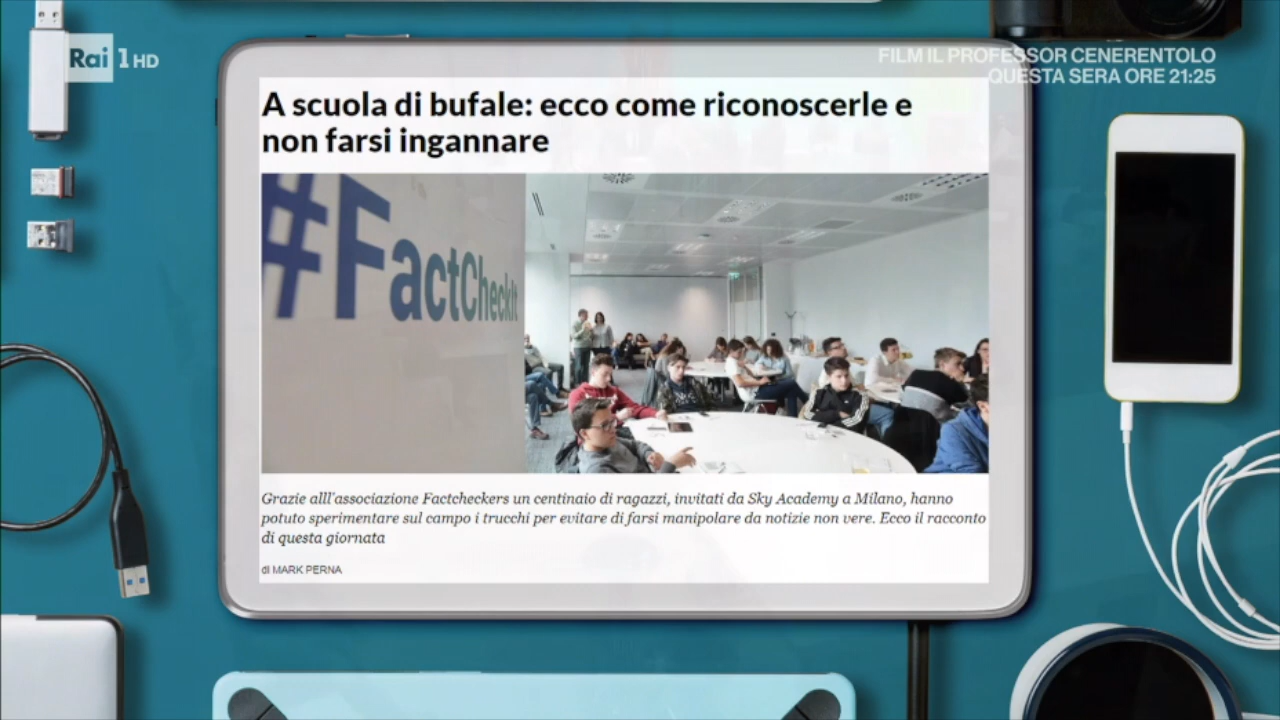 Rai 1 HD
FILM IL PROFESSOR CENERENTOLO
QUESTA SERA ORE 21:25
A scuola di bufale: ecco come riconoscerle e
non farsi ingannare
#FactCheckIt
Grazie alll'associazione Factcheckers un centinaio di ragazzi, invitati da Sky Academy a Milano, hanno
potuto sperimentare sul campo i trucchi per evitare di farsi manipolare da notizie non vere. Ecco il racconto
di questa giornata
di MARK PERNA